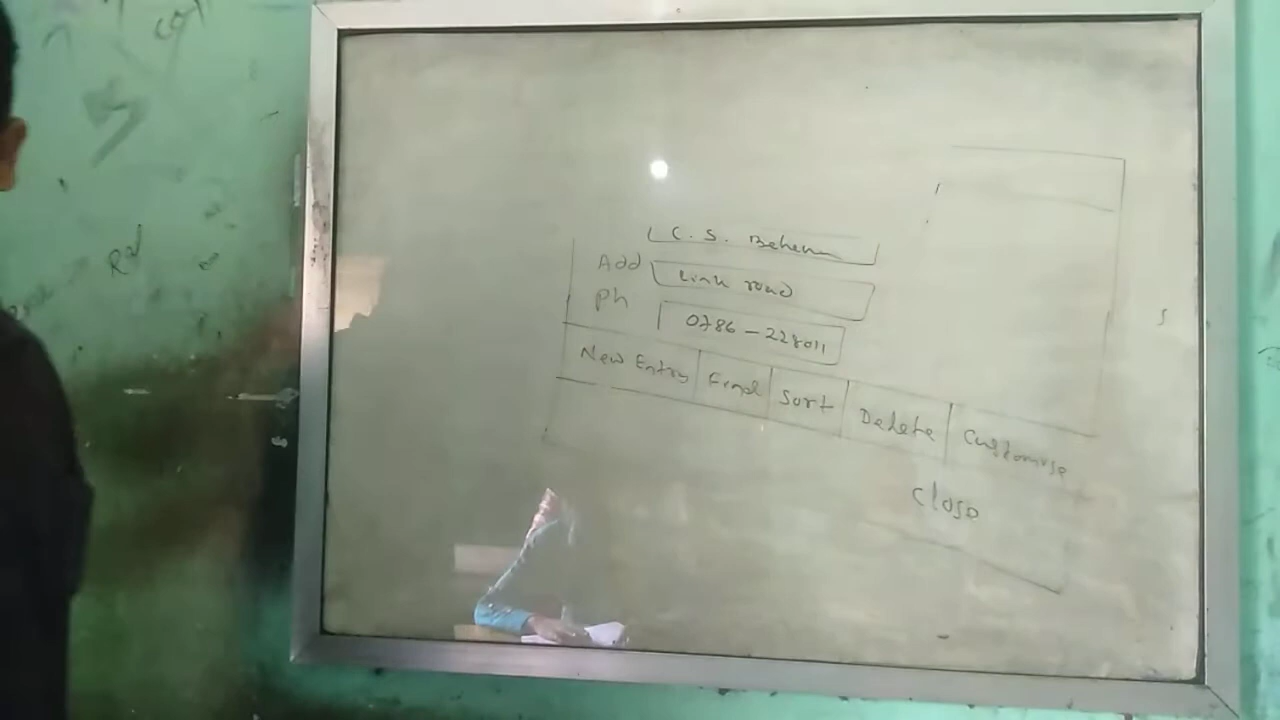 C. S. Behera
Add Link road
Ph 0786-228011
New Entry Find Sort Delete Customise
Close